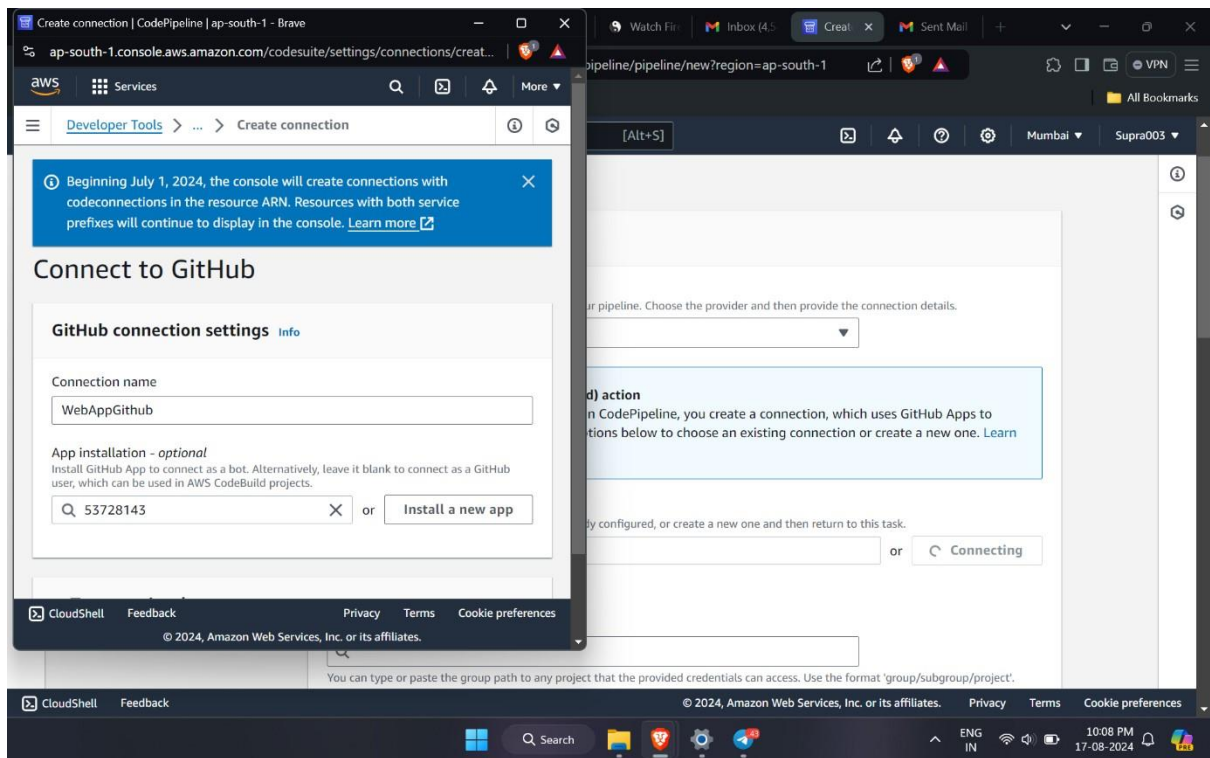 Create connection | CodePipeline | ap-south-1 - Brave
ap-south-1.console.aws.amazon.com/codesuite/settings/connections/creat...
aws
Services
More
Developer Tools > ... > Create connection
Beginning July 1, 2024, the console will create connections with
codeconnections in the resource ARN. Resources with both service
prefixes will continue to display in the console. Learn more
Connect to GitHub
GitHub connection settings Info
Connection name
WebAppGithub
App installation - optional
Install GitHub App to connect as a bot. Alternatively, leave it blank to connect as a GitHub
user, which can be used in AWS CodeBuild projects.
53728143
or
Install a new app
CloudShell Feedback Privacy Terms Cookie preferences
© 2024, Amazon Web Services, Inc. or its affiliates.
Watch Fir
Inbox (4,5
Creat
Sent Mail
ipeline/pipeline/new?region=ap-south-1
VPN
All Bookmarks
[Alt+S]
Mumbai
Supra003
ur pipeline. Choose the provider and then provide the connection details.
d) action
n CodePipeline, you create a connection, which uses GitHub Apps to
tions below to choose an existing connection or create a new one. Learn
dy configured, or create a new one and then return to this task.
or
Connecting
You can type or paste the group path to any project that the provided credentials can access. Use the format 'group/subgroup/project'.
CloudShell Feedback © 2024, Amazon Web Services, Inc. or its affiliates. Privacy Terms Cookie preferences
Search
43
ENG
IN
10:08 PM
17-08-2024
PRE